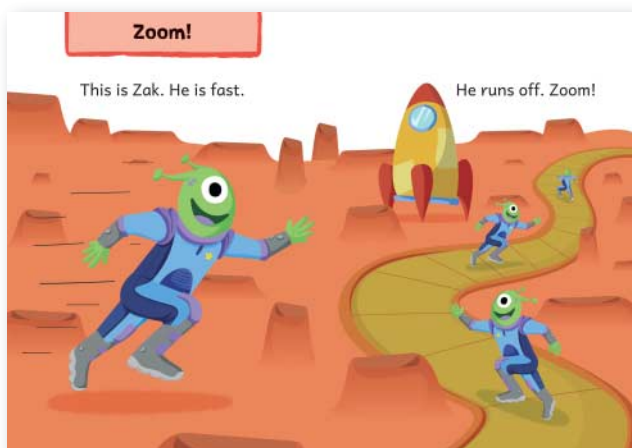 Zoom!
This is Zak. He is fast.
He runs off. Zoom!